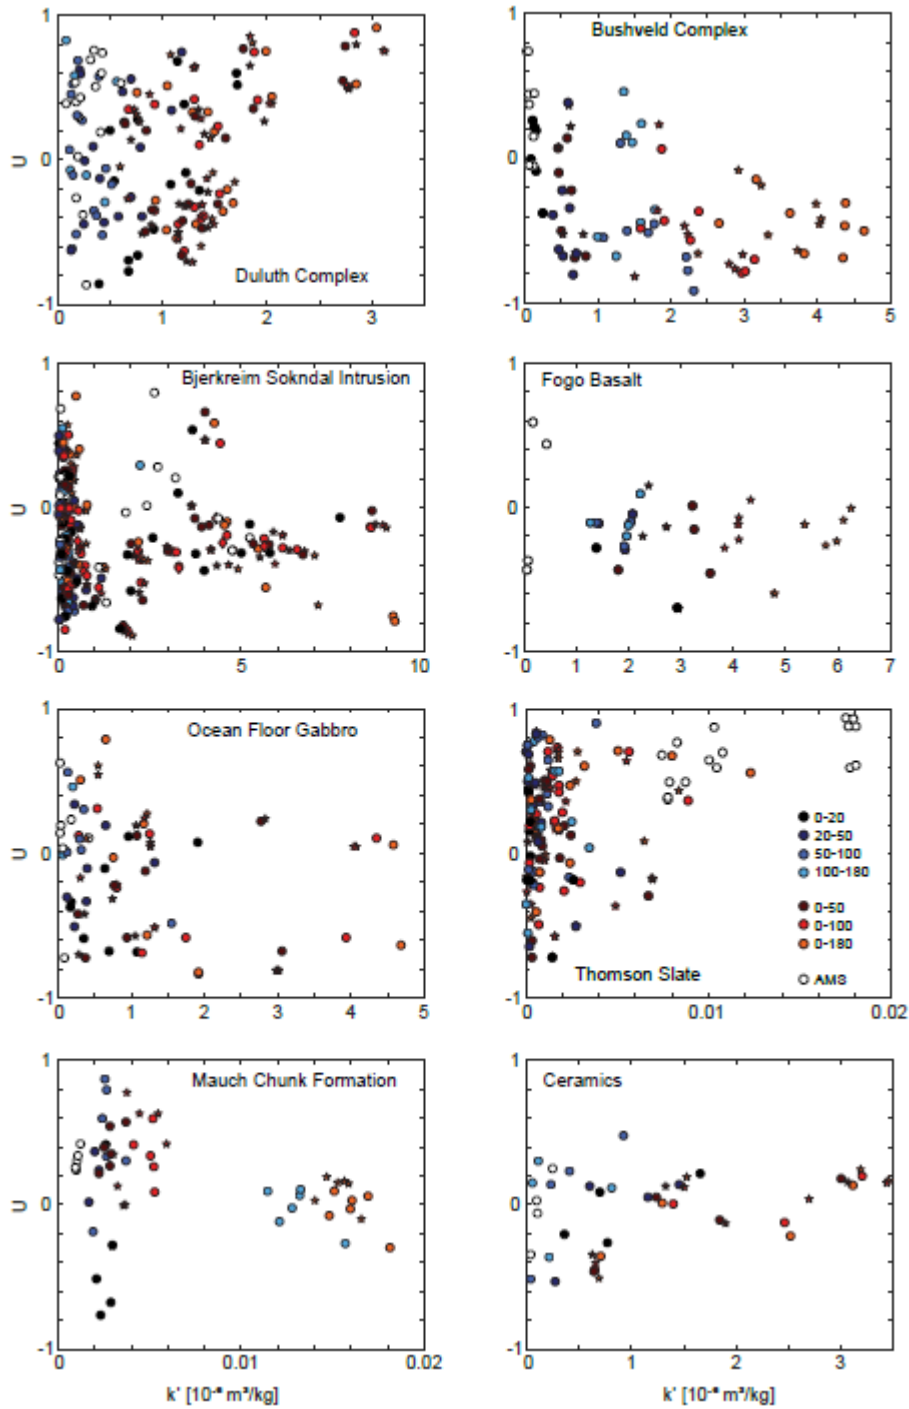 1
U 0
-1
0 1 2 3
Duluth Complex
1
0
-1
0 1 2 3 4 5
Bushveld Complex
1
U 0
-1
0 5 10
Bjerkreim Sokndal Intrusion
1
0
-1
0 1 2 3 4 5 6 7
Fogo Basalt
1
U 0
-1
0 1 2 3 4 5
Ocean Floor Gabbro
1
0
-1
0 0.01 0.02
0-20
20-50
50-100
100-180
0-50
0-100
0-180
AMS
Thomson Slate
1
U 0
-1
0 0.01 0.02
Mauch Chunk Formation
k' [10⁻⁶ m³/kg]
1
0
-1
0 1 2 3
Ceramics
k' [10⁻⁶ m³/kg]